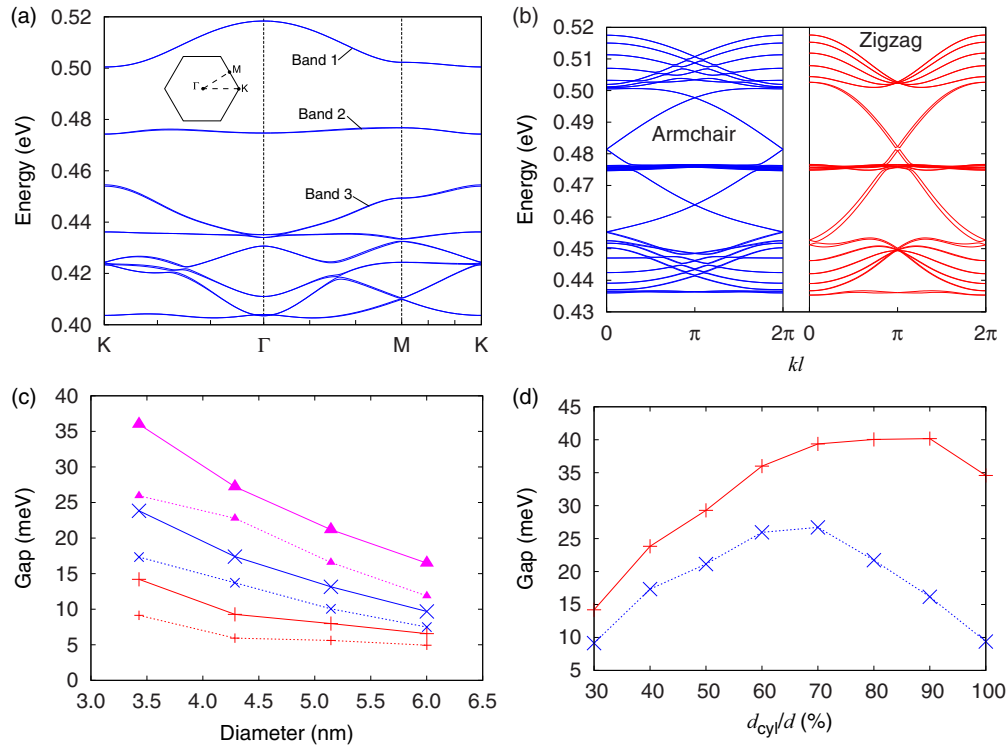 (a)
Energy (eV)
0.52
0.50
0.48
0.46
0.44
0.42
0.40
Band 1
Band 2
Band 3
Γ
M
K
K
Γ
M
K
(b)
Energy (eV)
0.52
0.51
0.50
0.49
0.48
0.47
0.46
0.45
0.44
0.43
Armchair
Zigzag
0
π
2π
0
π
2π
kl
(c)
Gap (meV)
40
35
30
25
20
15
10
5
0
3.0
3.5
4.0
4.5
5.0
5.5
6.0
6.5
Diameter (nm)
(d)
Gap (meV)
45
40
35
30
25
20
15
10
5
30
40
50
60
70
80
90
100
d_cyl/d (%)